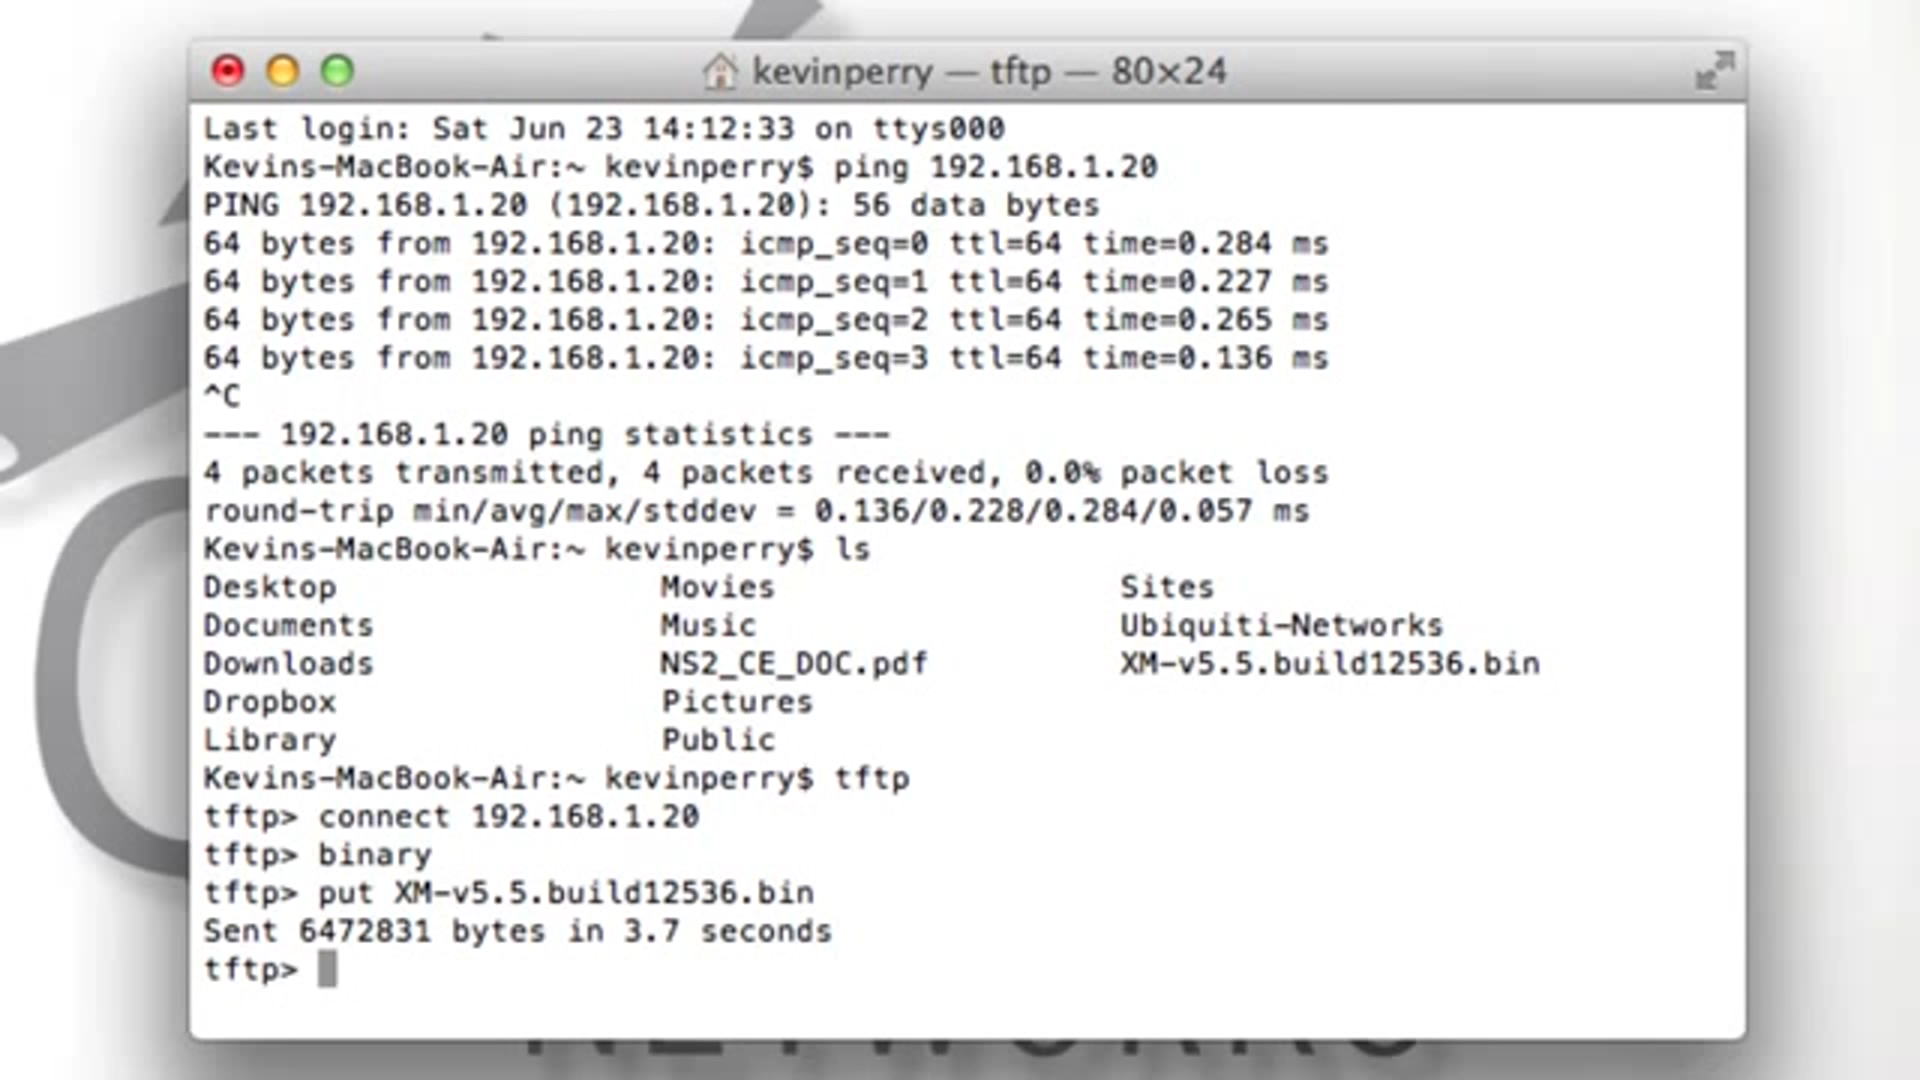 kevinperry — tftp — 80×24
Last login: Sat Jun 23 14:12:33 on ttys000
Kevins-MacBook-Air:~ kevinperry$ ping 192.168.1.20
PING 192.168.1.20 (192.168.1.20): 56 data bytes
64 bytes from 192.168.1.20: icmp_seq=0 ttl=64 time=0.284 ms
64 bytes from 192.168.1.20: icmp_seq=1 ttl=64 time=0.227 ms
64 bytes from 192.168.1.20: icmp_seq=2 ttl=64 time=0.265 ms
64 bytes from 192.168.1.20: icmp_seq=3 ttl=64 time=0.136 ms
^C
--- 192.168.1.20 ping statistics ---
4 packets transmitted, 4 packets received, 0.0% packet loss
round-trip min/avg/max/stddev = 0.136/0.228/0.284/0.057 ms
Kevins-MacBook-Air:~ kevinperry$ ls
Desktop Movies Sites
Documents Music Ubiquiti-Networks
Downloads NS2_CE_DOC.pdf XM-v5.5.build12536.bin
Dropbox Pictures
Library Public
Kevins-MacBook-Air:~ kevinperry$ tftp
tftp> connect 192.168.1.20
tftp> binary
tftp> put XM-v5.5.build12536.bin
Sent 6472831 bytes in 3.7 seconds
tftp>